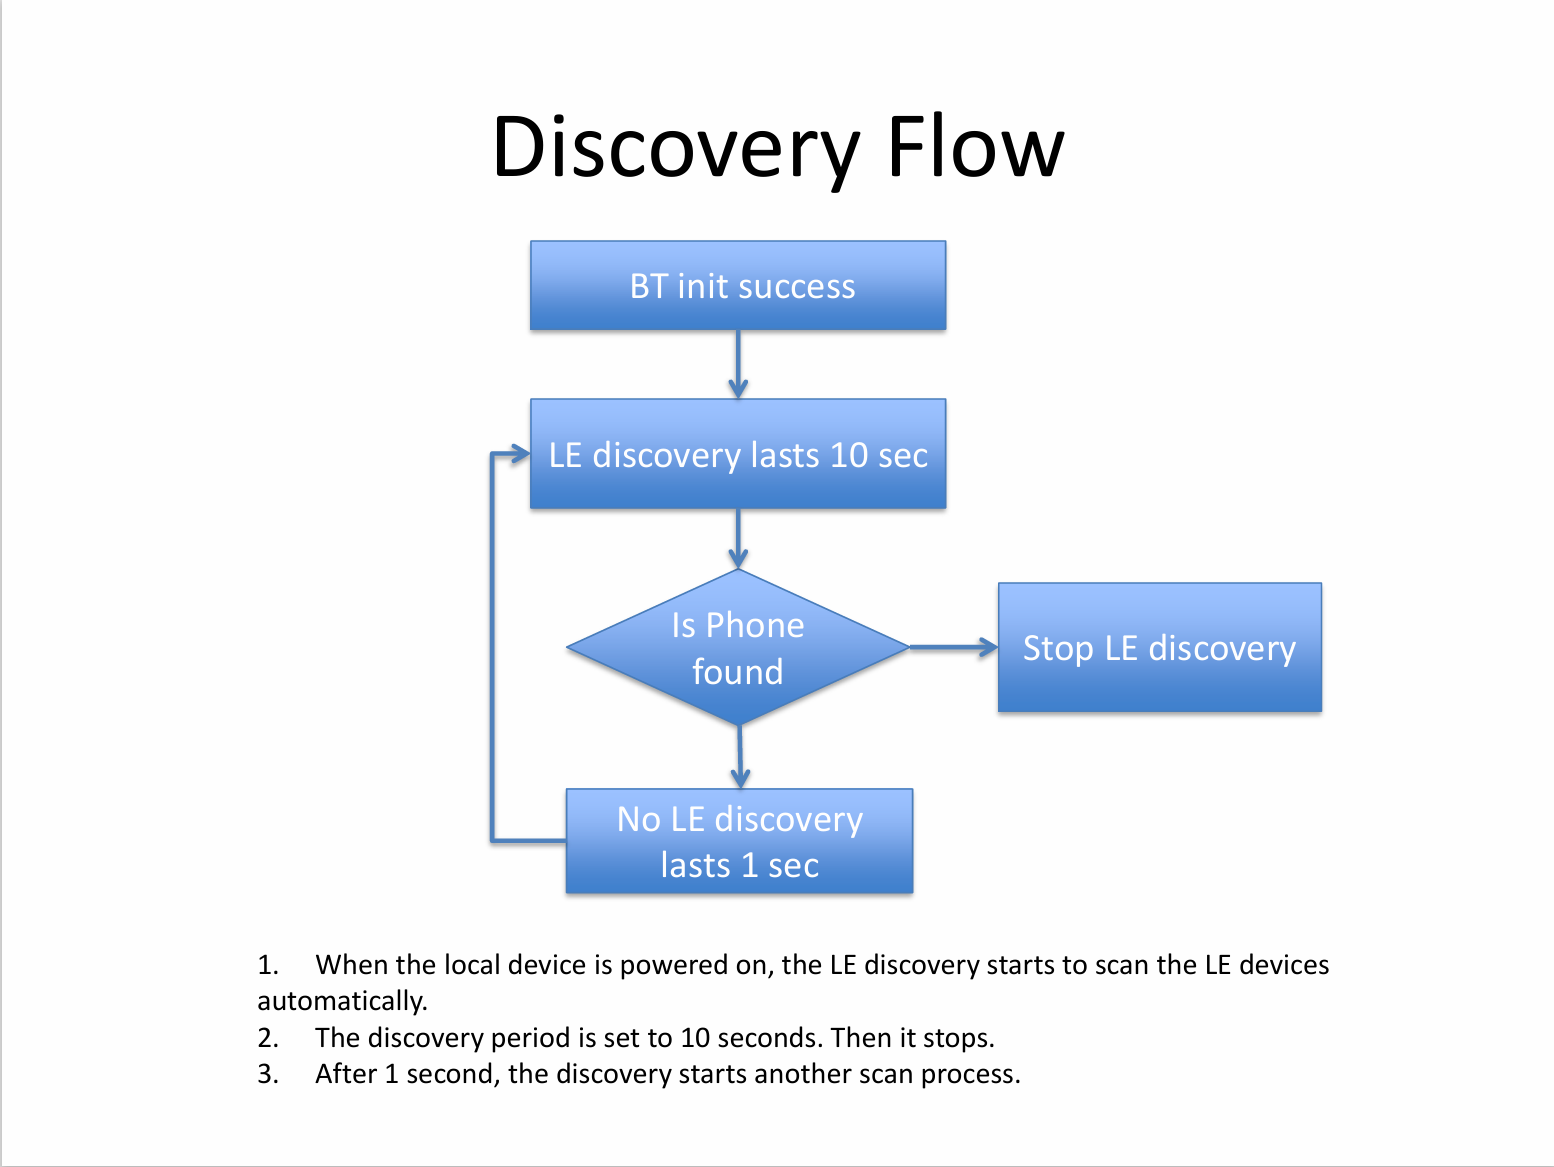 Discovery Flow
BT init success
LE discovery lasts 10 sec
Is Phone
found
Stop LE discovery
No LE discovery
lasts 1 sec
1. When the local device is powered on, the LE discovery starts to scan the LE devices
automatically.
2. The discovery period is set to 10 seconds. Then it stops.
3. After 1 second, the discovery starts another scan process.